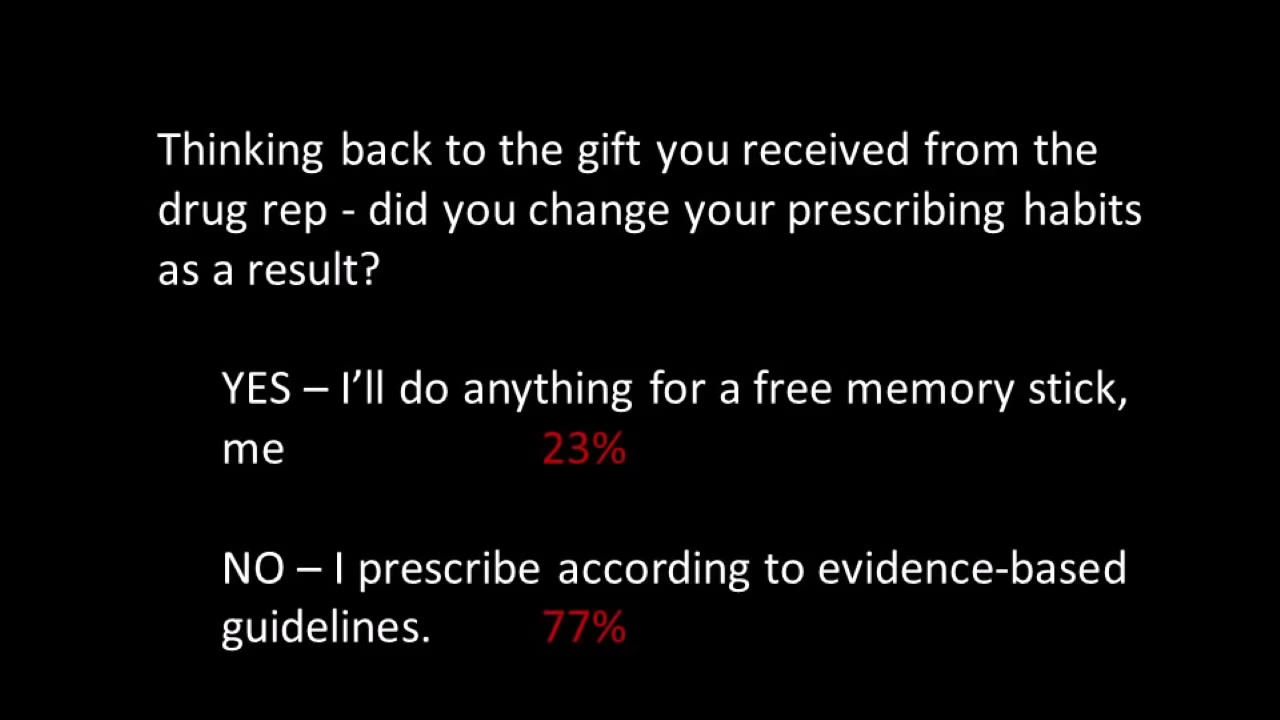 Thinking back to the gift you received from the
drug rep - did you change your prescribing habits
as a result?
YES – I’ll do anything for a free memory stick,
me 23%
NO – I prescribe according to evidence-based
guidelines. 77%